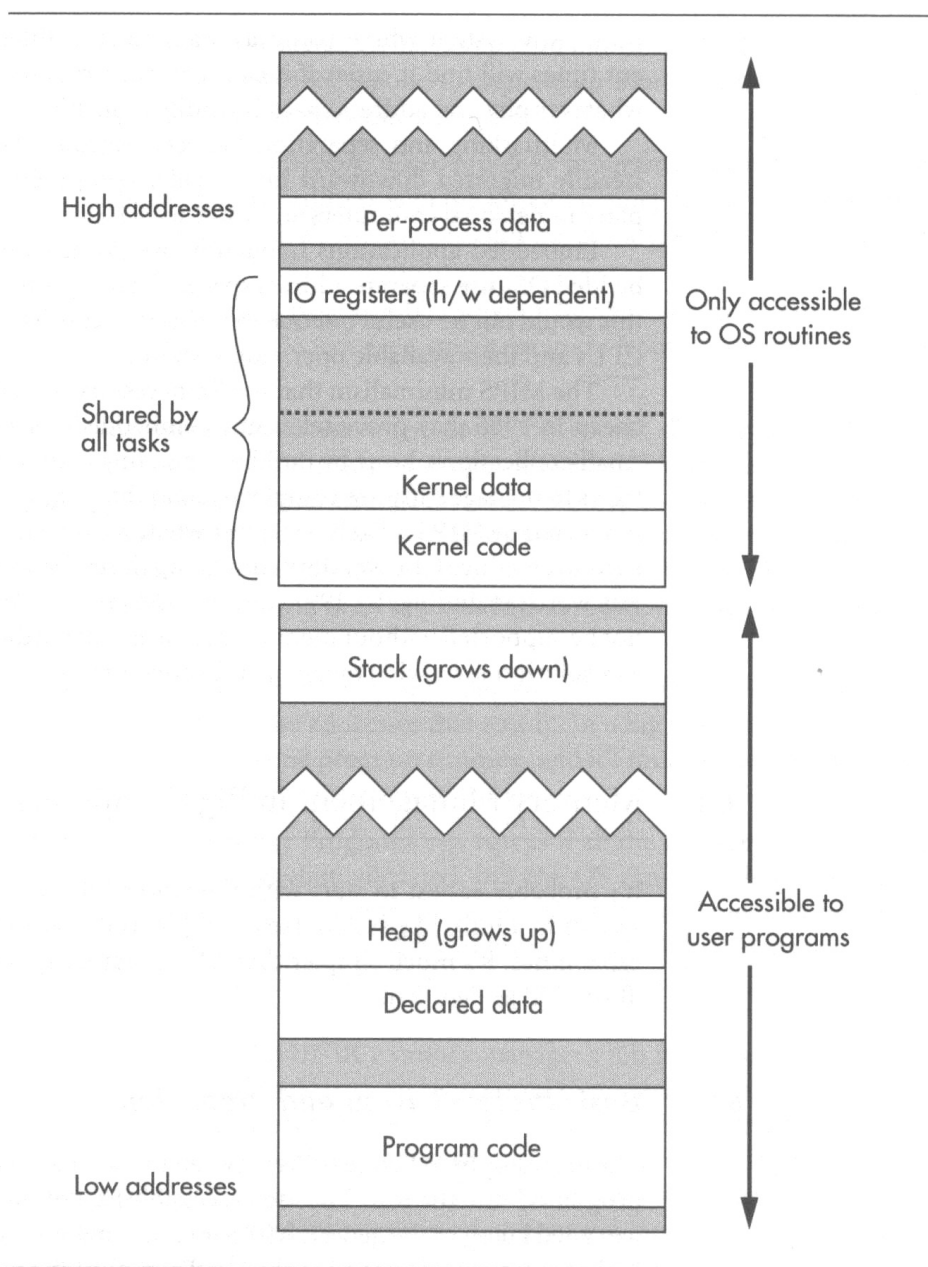 High addresses
Per-process data
IO registers (h/w dependent)
Only accessible
to OS routines
Shared by
all tasks
Kernel data
Kernel code
Stack (grows down)
Heap (grows up)
Accessible to
user programs
Declared data
Program code
Low addresses